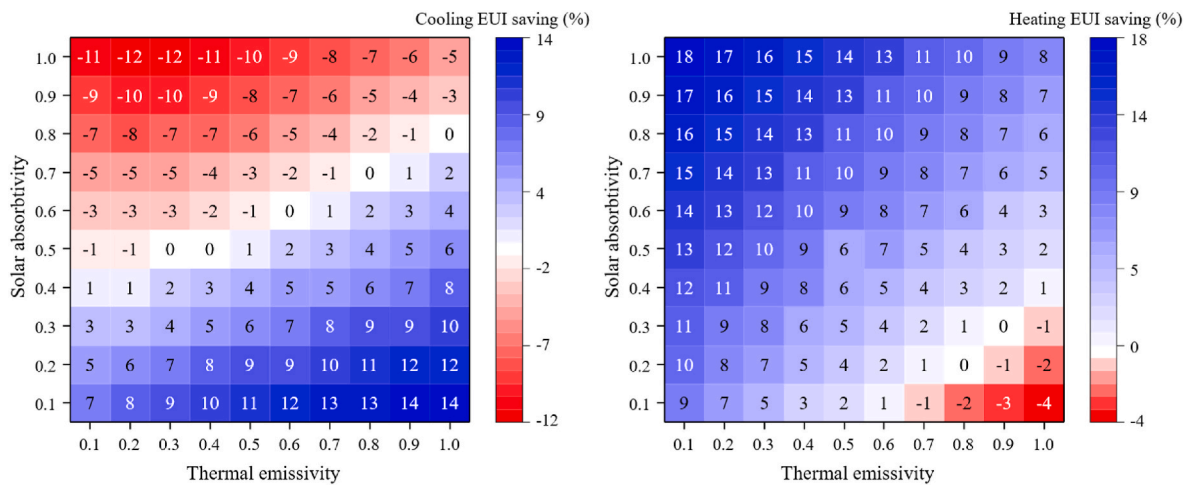 Cooling EUI saving (%)
1.0 -11 -12 -12 -11 -10 -9 -8 -7 -6 -5
0.9 -9 -10 -10 -9 -8 -7 -6 -5 -4 -3
0.8 -7 -8 -7 -7 -6 -5 -4 -2 -1 0
0.7 -5 -5 -5 -4 -3 -2 -1 0 1 2
0.6 -3 -3 -3 -2 -1 0 1 2 3 4
0.5 -1 -1 0 0 1 2 3 4 5 6
0.4 1 1 2 3 4 5 5 6 7 8
0.3 3 3 4 5 6 7 8 9 9 10
0.2 5 6 7 8 9 9 10 11 12 12
0.1 7 8 9 10 11 12 13 13 14 14
0.1 0.2 0.3 0.4 0.5 0.6 0.7 0.8 0.9 1.0
Thermal emissivity
Solar absorbtivity
14
9
4
-2
-7
-12
Heating EUI saving (%)
1.0 18 17 16 15 14 13 11 10 9 8
0.9 17 16 15 14 13 11 10 9 8 7
0.8 16 15 14 13 11 10 9 8 7 6
0.7 15 14 13 11 10 9 8 7 6 5
0.6 14 13 12 10 9 8 7 6 4 3
0.5 13 12 10 9 6 7 5 4 3 2
0.4 12 11 9 8 6 5 4 3 2 1
0.3 11 9 8 6 5 4 2 1 0 -1
0.2 10 8 7 5 4 2 1 0 -1 -2
0.1 9 7 5 3 2 1 -1 -2 -3 -4
0.1 0.2 0.3 0.4 0.5 0.6 0.7 0.8 0.9 1.0
Thermal emissivity
Solar absorbtivity
18
14
9
5
0
-4